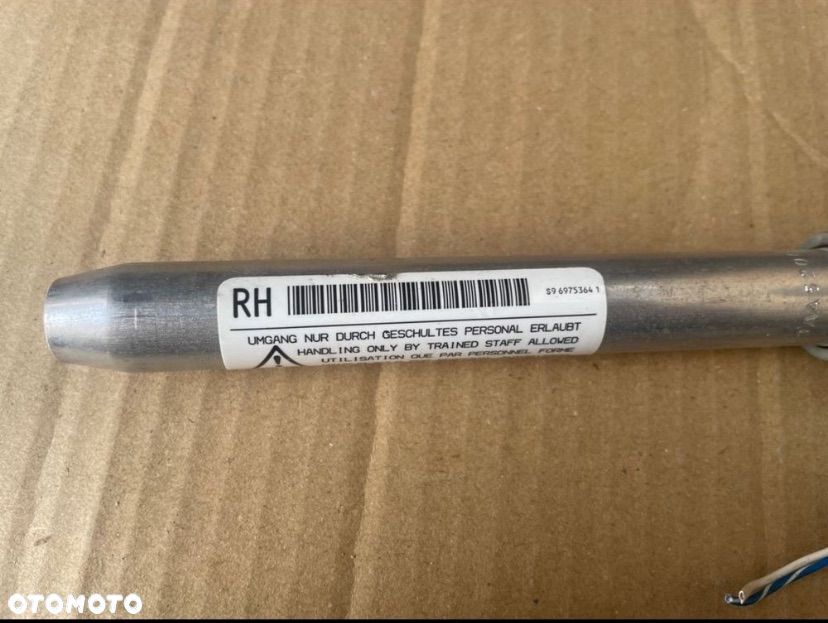 RH
S9 6975364 1
UMGANG NUR DURCH GESCHULTES PERSONAL ERLAUBT
HANDLING ONLY BY TRAINED STAFF ALLOWED
UTILISATION QUE PAR PERSONNEL FORME
OTOMOTO